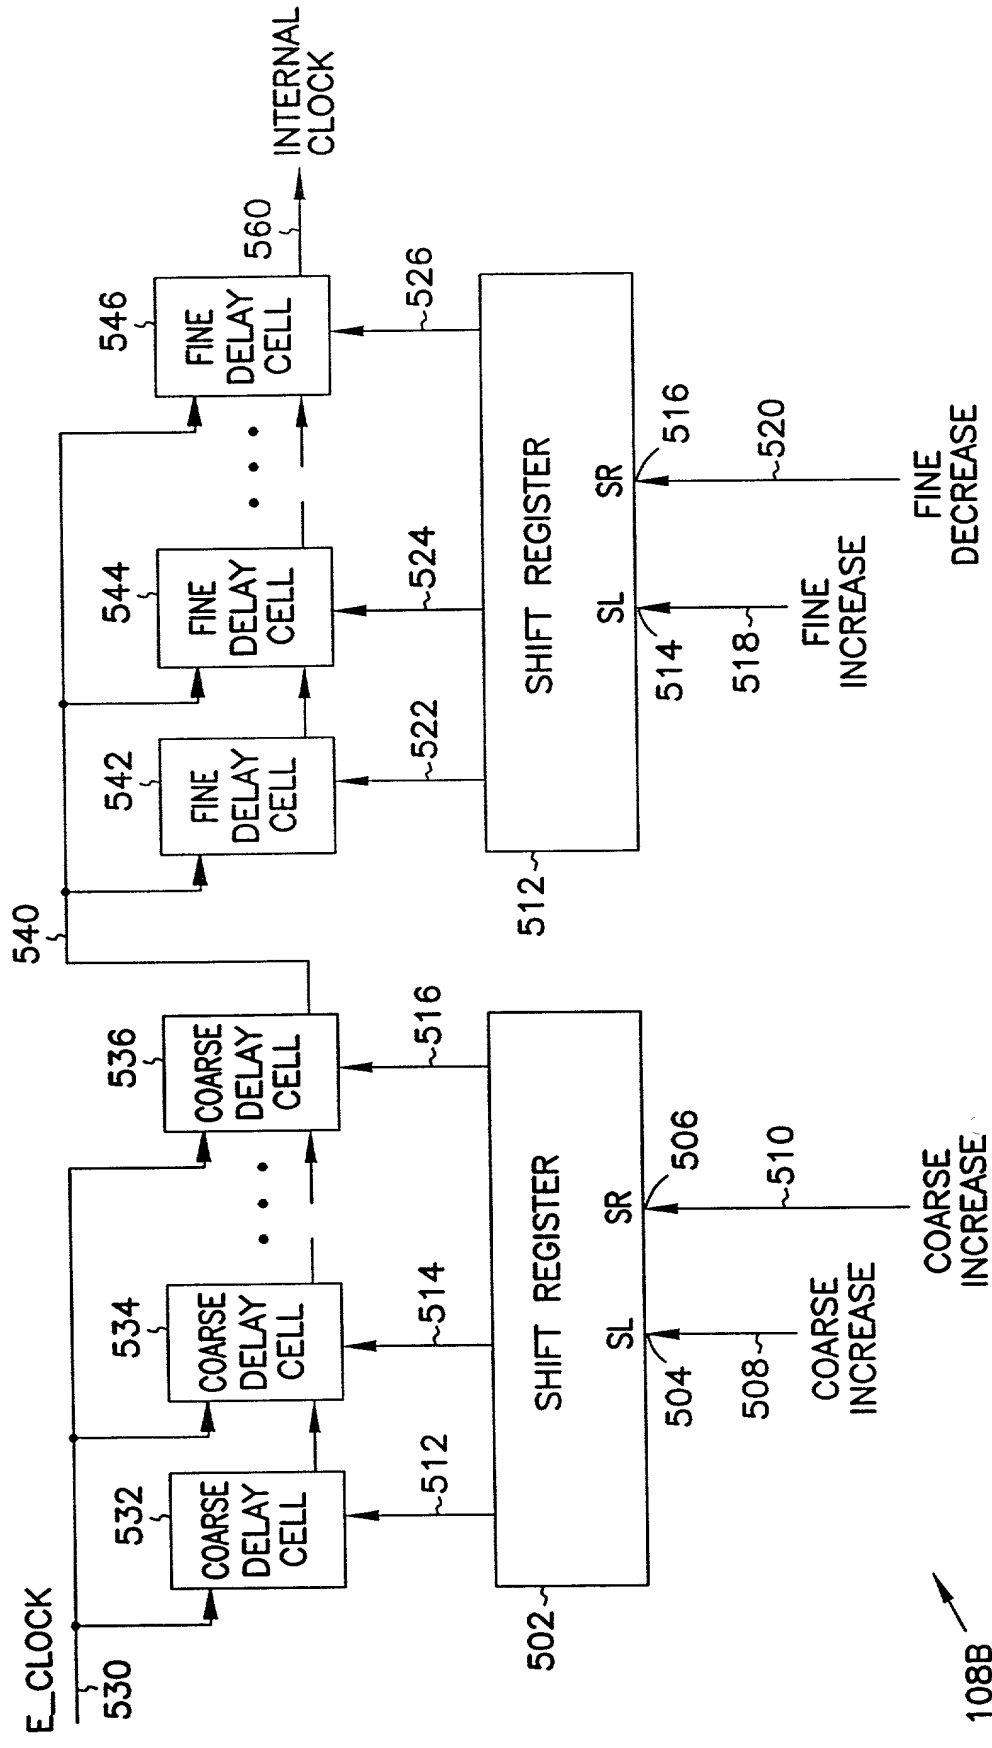 E_CLOCK
530
532
COARSE
DELAY
CELL
534
COARSE
DELAY
CELL
536
COARSE
DELAY
CELL
540
542
FINE
DELAY
CELL
544
FINE
DELAY
CELL
546
FINE
DELAY
CELL
560
INTERNAL
CLOCK
512
514
516
522
524
526
502
SHIFT REGISTER
SL
SR
504
506
508
510
COARSE
INCREASE
COARSE
INCREASE
512
SHIFT REGISTER
SL
SR
514
516
518
520
FINE
INCREASE
FINE
DECREASE
108B